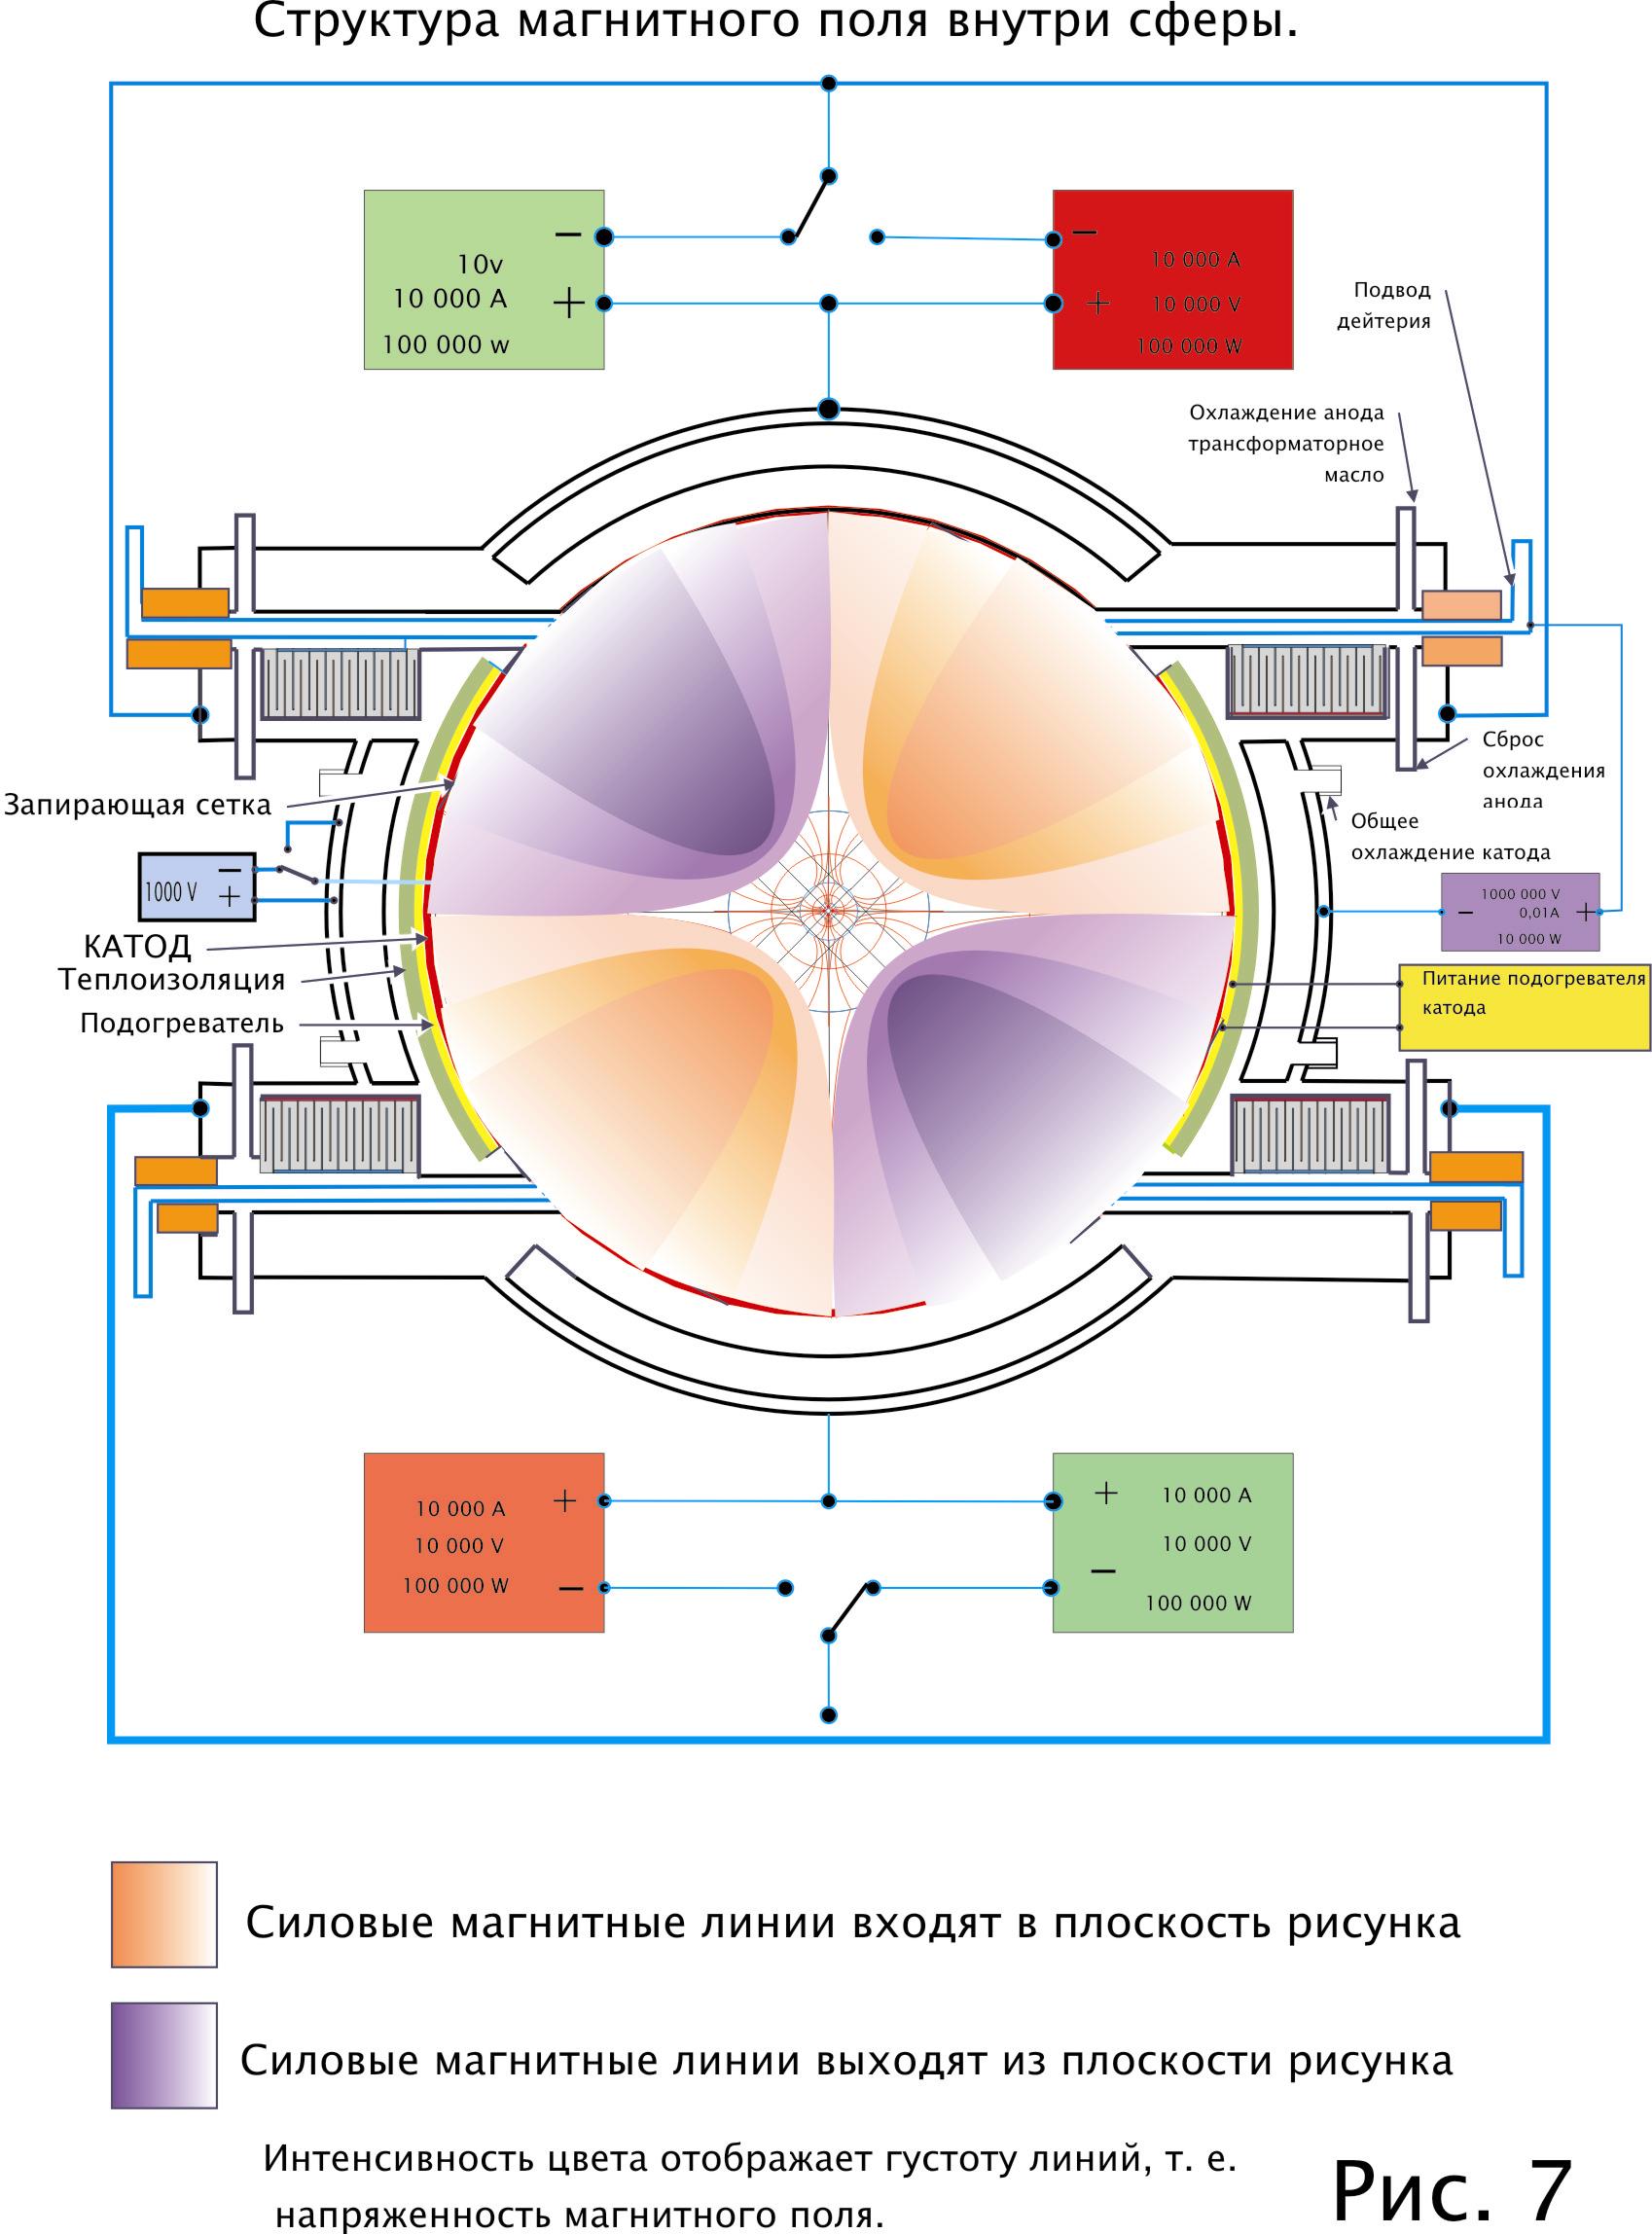 Структура магнитного поля внутри сферы.
−
10v
10 000 A +
100 000 w
−
10 000 A
+ 10 000 V
100 000 W
Подвод
дейтерия
Охлаждение анода
трансформаторное
масло
Сброс
охлаждения
анода
Общее
охлаждение катода
Запирающая сетка
1000 V − +
КАТОД
Теплоизоляция
Подогреватель
1000 000 V
− 0,01A +
10 000 W
Питание подогревателя
катода
10 000 A +
10 000 V
100 000 W −
+ 10 000 A
10 000 V
−
100 000 W
Силовые магнитные линии входят в плоскость рисунка
Силовые магнитные линии выходят из плоскости рисунка
Интенсивность цвета отображает густоту линий, т. е.
напряженность магнитного поля.
Рис. 7